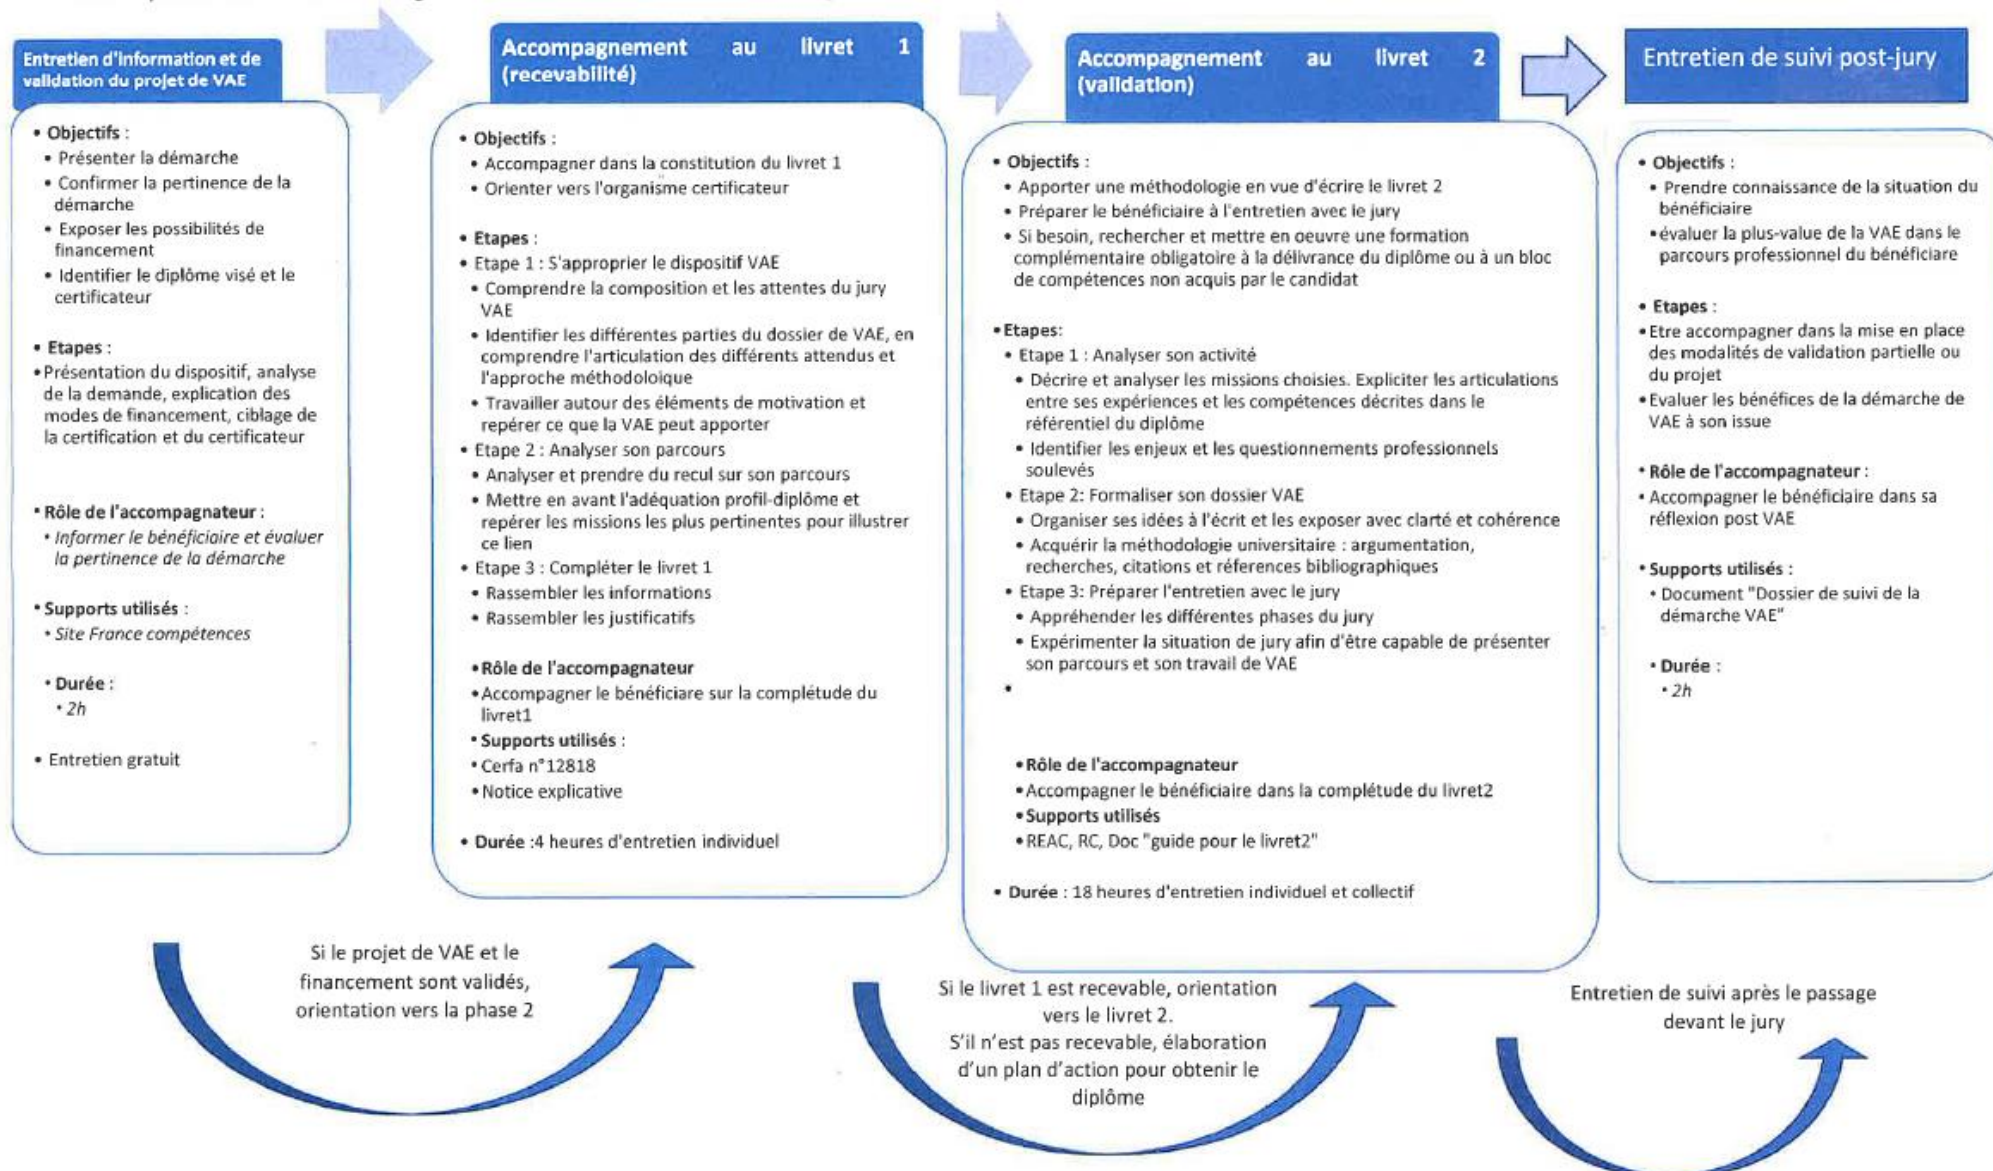 Entretien d'information et de
validation du projet de VAE
• Objectifs :
• Présenter la démarche
• Confirmer la pertinence de la
démarche
• Exposer les possibilités de
financement
• Identifier le diplôme visé et le
certificateur
• Etapes :
• Présentation du dispositif, analyse
de la demande, explication des
modes de financement, ciblage de
la certification et du certificateur
• Rôle de l'accompagnateur :
• Informer le bénéficiaire et évaluer
la pertinence de la démarche
• Supports utilisés :
• Site France compétences
• Durée :
• 2h
• Entretien gratuit
Accompagnement au livret 1
(recevabilité)
• Objectifs :
• Accompagner dans la constitution du livret 1
• Orienter vers l'organisme certificateur
• Etapes :
• Etape 1 : S'approprier le dispositif VAE
• Comprendre la composition et les attentes du jury
VAE
• Identifier les différentes parties du dossier de VAE, en
comprendre l'articulation des différents attendus et
l'approche méthodoloique
• Travailler autour des éléments de motivation et
repérer ce que la VAE peut apporter
• Etape 2 : Analyser son parcours
• Analyser et prendre du recul sur son parcours
• Mettre en avant l'adéquation profil-diplôme et
repérer les missions les plus pertinentes pour illustrer
ce lien
• Etape 3 : Compléter le livret 1
• Rassembler les informations
• Rassembler les justificatifs
• Rôle de l'accompagnateur
• Accompagner le bénéficiare sur la complétude du
livret1
• Supports utilisés :
• Cerfa n°12818
• Notice explicative
• Durée :4 heures d'entretien individuel
Accompagnement au livret 2
(validation)
• Objectifs :
• Apporter une méthodologie en vue d'écrire le livret 2
• Préparer le bénéficiaire à l'entretien avec le jury
• Si besoin, rechercher et mettre en oeuvre une formation
complémentaire obligatoire à la délivrance du diplôme ou à un bloc
de compétences non acquis par le candidat
• Etapes:
• Etape 1 : Analyser son activité
• Décrire et analyser les missions choisies. Expliciter les articulations
entre ses expériences et les compétences décrites dans le
référentiel du diplôme
• Identifier les enjeux et les questionnements professionnels
soulevés
• Etape 2: Formaliser son dossier VAE
• Organiser ses idées à l'écrit et les exposer avec clarté et cohérence
• Acquérir la méthodologie universitaire : argumentation,
recherches, citations et réferences bibliographiques
• Etape 3: Préparer l'entretien avec le jury
• Appréhender les différentes phases du jury
• Expérimenter la situation de jury afin d'être capable de présenter
son parcours et son travail de VAE
•
• Rôle de l'accompagnateur
• Accompagner le bénéficiaire dans la complétude du livret2
• Supports utilisés
• REAC, RC, Doc "guide pour le livret2"
• Durée : 18 heures d'entretien individuel et collectif
Entretien de suivi post-jury
• Objectifs :
• Prendre connaissance de la situation du
bénéficiaire
• évaluer la plus-value de la VAE dans le
parcours professionnel du bénéficiare
• Etapes :
• Etre accompagner dans la mise en place
des modalités de validation partielle ou
du projet
• Evaluer les bénéfices de la démarche de
VAE à son issue
• Rôle de l'accompagnateur :
• Accompagner le bénéficiaire dans sa
réflexion post VAE
• Supports utilisés :
• Document "Dossier de suivi de la
démarche VAE"
• Durée :
• 2h
Si le projet de VAE et le
financement sont validés,
orientation vers la phase 2
Si le livret 1 est recevable, orientation
vers le livret 2.
S'il n'est pas recevable, élaboration
d'un plan d'action pour obtenir le
diplôme
Entretien de suivi après le passage
devant le jury